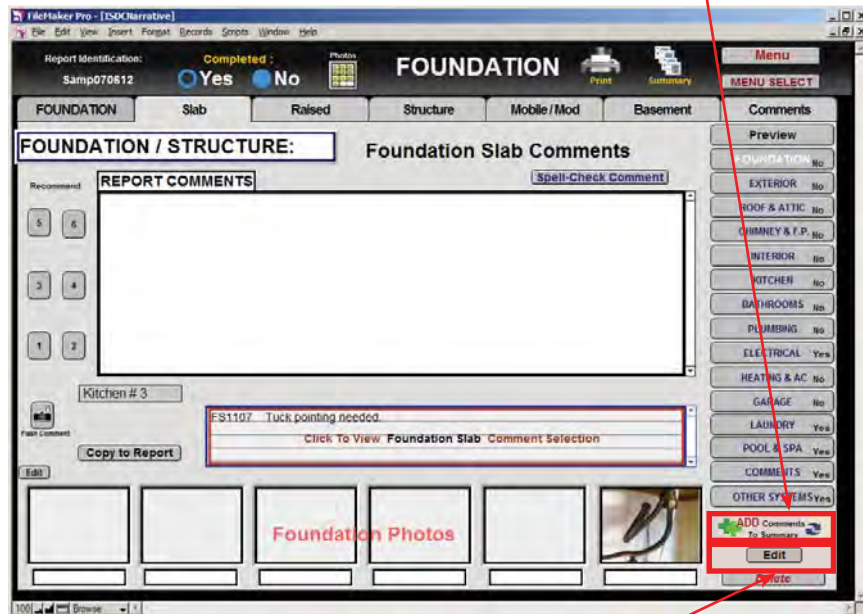 FileMaker Pro - [ISDCNarrative]
File Edit View Insert Format Records Scripts Window Help
Report Identification:
Samp070612
Completed :
Yes No
Photos
FOUNDATION
Print
Summary
Menu
MENU SELECT
FOUNDATION Slab Raised Structure Mobile / Mod Basement Comments
FOUNDATION / STRUCTURE:
Foundation Slab Comments
Recommend
REPORT COMMENTS
Spell-Check Comment
5 6
3 4
1 2
Preview
FOUNDATION No
EXTERIOR No
ROOF & ATTIC No
CHIMNEY & F.P. No
INTERIOR No
KITCHEN No
BATHROOMS No
PLUMBING No
ELECTRICAL Yes
HEATING & AC No
GARAGE No
LAUNDRY Yes
POOL & SPA Yes
COMMENTS Yes
OTHER SYSTEMS Yes
Kitchen # 3
Comment
Copy to Report
FS1107 Tuck pointing needed.
Click To View Foundation Slab Comment Selection
Edit
Foundation Photos
ADD Comments
To Summary
Edit
Delete
100 Browse